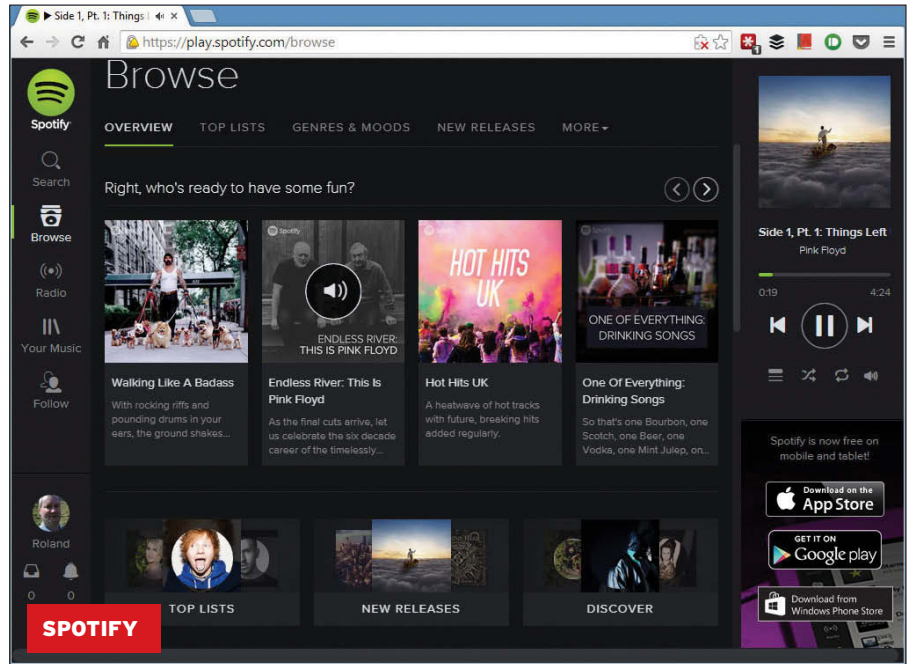 Side 1, Pt. 1: Things
https://play.spotify.com/browse
1
Spotify
Search
Browse
Radio
Your Music
Follow
Roland
0 0
Browse
OVERVIEW TOP LISTS GENRES & MOODS NEW RELEASES MORE
Right, who's ready to have some fun?
Spotify
ENDLESS RIVER:
THIS IS PINK FLOYD
HOT HITS
UK
ONE OF EVERYTHING:
DRINKING SONGS
Walking Like A Badass
With rocking riffs and
pounding drums in your
ears, the ground shakes...
Endless River: This Is
Pink Floyd
As the final cuts arrive, let
us celebrate the six decade
career of the timelessly...
Hot Hits UK
A heatwave of hot tracks
with future, breaking hits
added regularly.
One Of Everything:
Drinking Songs
So that's one Bourbon, one
Scotch, one Beer, one
Vodka, one Mint Julep, on...
TOP LISTS
NEW RELEASES
DISCOVER
Side 1, Pt. 1: Things Left
Pink Floyd
0:19 4:24
Spotify is now free on
mobile and tablet!
Download on the
App Store
GET IT ON
Google play
Download from
Windows Phone Store
SPOTIFY